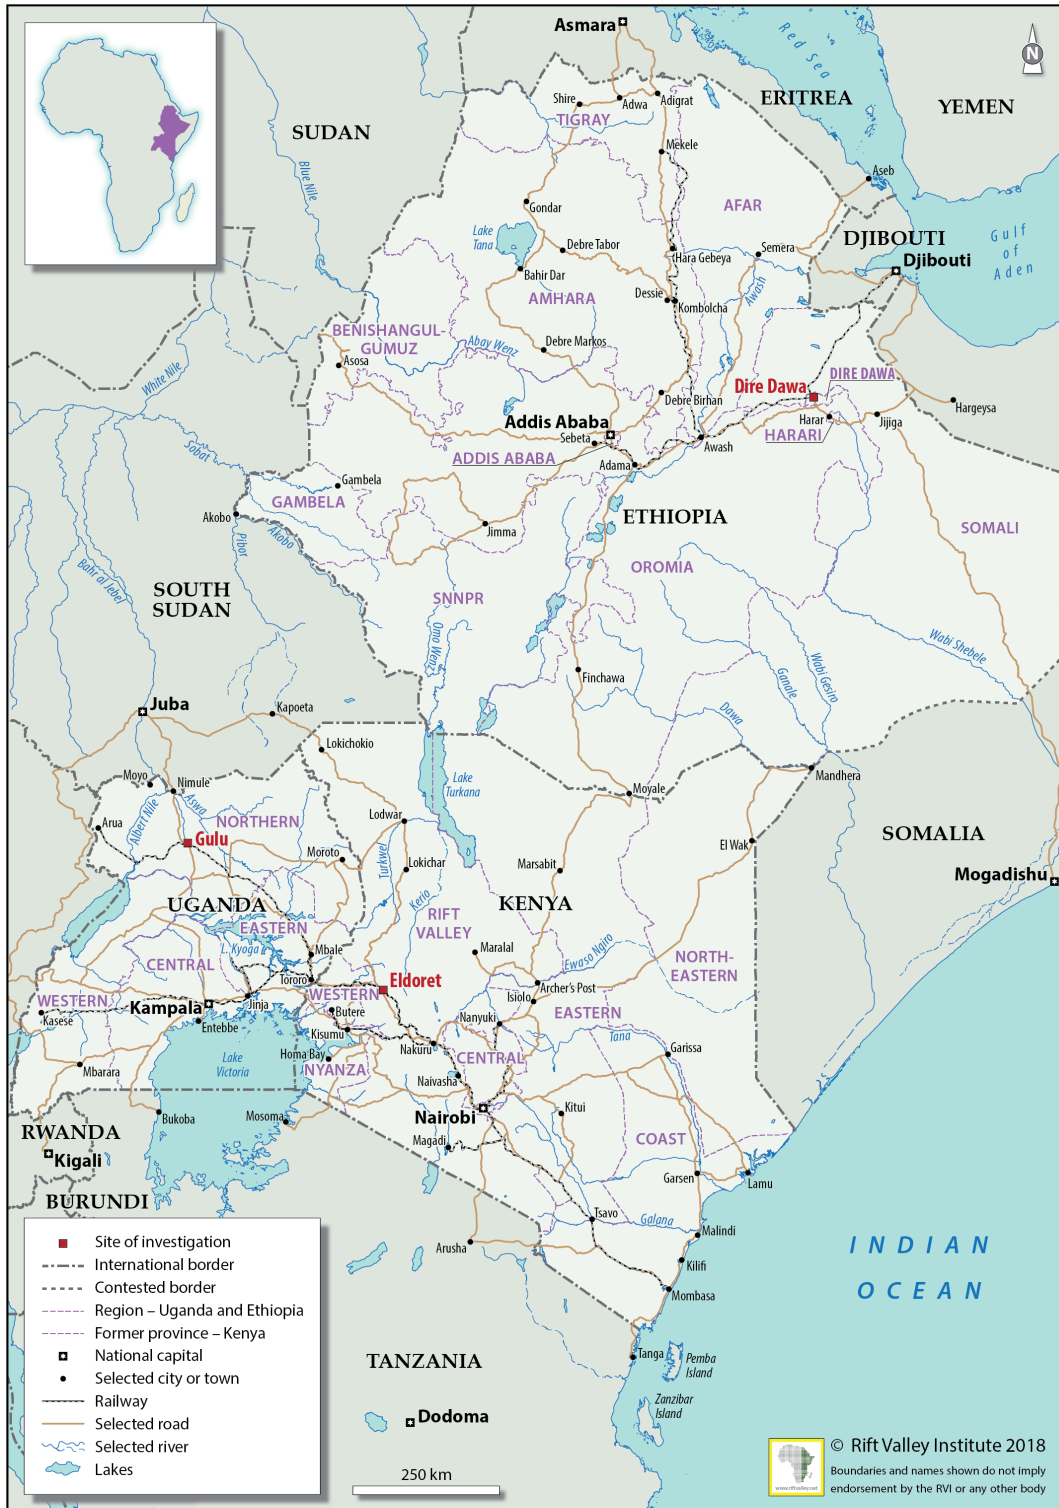 Asmara
Red Sea
N
ERITREA
YEMEN
SUDAN
Shire
Adwa
Adigrat
TIGRAY
Mekele
Blue Nile
Aseb
Gondar
AFAR
Lake
Tana
Debre Tabor
Hara Gebeya
Semera
DJIBOUTI
Djibouti
Gulf
of
Aden
Bahir Dar
AMHARA
Dessie
Kombolcha
Awash
BENISHANGUL-
GUMUZ
Abay Wenz
Debre Markos
Asosa
White Nile
Dire Dawa
DIRE DAWA
Debre Birhan
Hargeysa
Addis Ababa
Sebeta
ADDIS ABABA
Harar
HARARI
Jijiga
Awash
Adama
Sobat
Gambela
GAMBELA
Akobo
Akobo
Pibor
Jimma
ETHIOPIA
SOMALI
OROMIA
Bahr al Jebel
SOUTH
SUDAN
SNNPR
Omo Wenz
Wabi Shebele
Wabi Gesiro
Ganale
Finchawa
Dawa
Juba
Kapoeta
Lokichokio
Lake
Turkana
Mandhera
Moyo
Nimule
Moyale
Albert Nile
Aswa
NORTHERN
Arua
Gulu
Lodwar
SOMALIA
El Wak
Moroto
Turkwel
Lokichar
Marsabit
Mogadishu
Kerio
UGANDA
RIFT
VALLEY
KENYA
EASTERN
L. Kyoga
Mbale
Maralal
Ewaso Ngiro
NORTH-
EASTERN
CENTRAL
Tororo
Eldoret
Archer's Post
WESTERN
WESTERN
Isiolo
EASTERN
Kampala
Jinja
Butere
Nanyuki
Kasese
Entebbe
Kisumu
Tana
Garissa
Nakuru
CENTRAL
Homa Bay
NYANZA
Lake
Victoria
Mbarara
Naivasha
Bukoba
Mosoma
Nairobi
Kitui
RWANDA
Kigali
Magadi
COAST
Garsen
Lamu
BURUNDI
Tsavo
Galana
Malindi
Arusha
Kilifi
Mombasa
INDIAN
OCEAN
Tanga
Pemba
Island
TANZANIA
Zanzibar
Island
Dodoma
Site of investigation
International border
Contested border
Region – Uganda and Ethiopia
Former province – Kenya
National capital
Selected city or town
Railway
Selected road
Selected river
Lakes
250 km
www.riftvalley.net
© Rift Valley Institute 2018
Boundaries and names shown do not imply
endorsement by the RVI or any other body